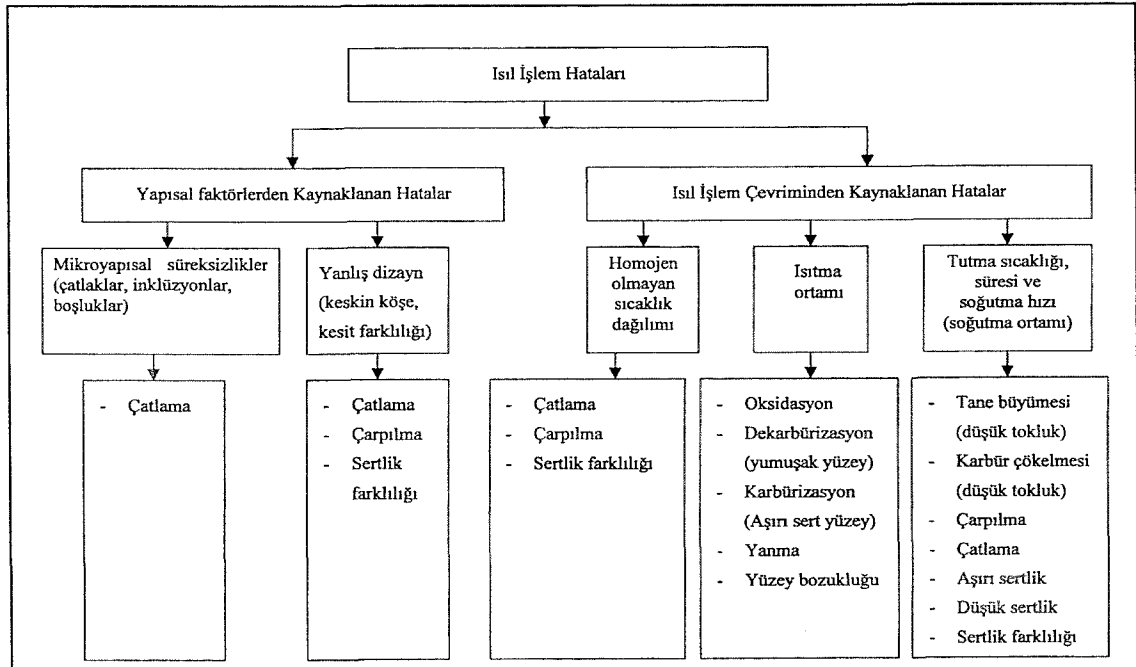 Isıl İşlem Hataları
Yapısal faktörlerden Kaynaklanan Hatalar
Isıl İşlem Çevriminden Kaynaklanan Hatalar
Mikroyapısal süreksizlikler
(çatlaklar, inklüzyonlar,
boşluklar)
Yanlış dizayn
(keskin köşe,
kesit farklılığı)
Homojen
olmayan
sıcaklık
dağılımı
Isıtma
ortamı
Tutma sıcaklığı,
süresi ve
soğutma hızı
(soğutma ortamı)
- Çatlama
- Çatlama
- Çarpılma
- Sertlik
farklılığı
- Çatlama
- Çarpılma
- Sertlik farklılığı
- Oksidasyon
- Dekarbürizasyon
(yumuşak yüzey)
- Karbürizasyon
(Aşırı sert yüzey)
- Yanma
- Yüzey bozukluğu
- Tane büyümesi
(düşük tokluk)
- Karbür çökelmesi
(düşük tokluk)
- Çarpılma
- Çatlama
- Aşırı sertlik
- Düşük sertlik
- Sertlik farklılığı